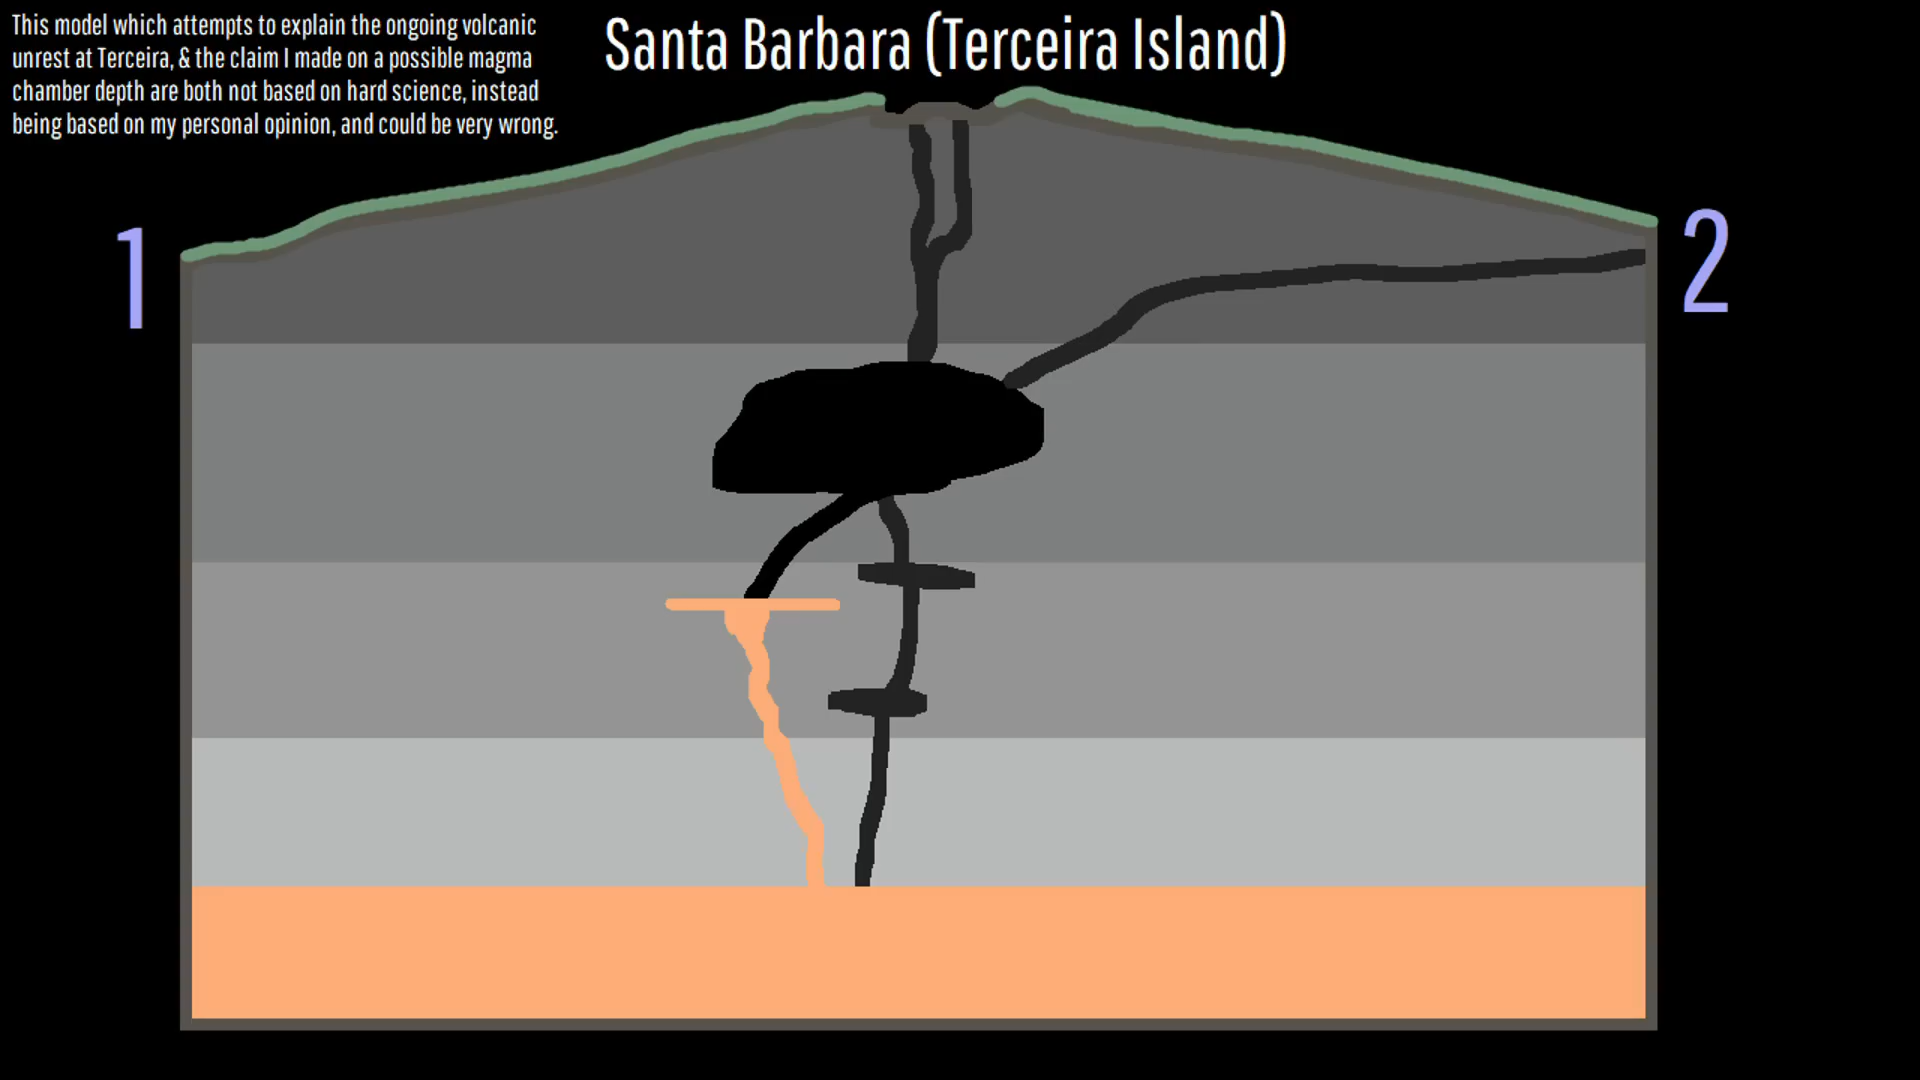 This model which attempts to explain the ongoing volcanic
unrest at Terceira, & the claim I made on a possible magma
chamber depth are both not based on hard science, instead
being based on my personal opinion, and could be very wrong.
Santa Barbara (Terceira Island)
1
2